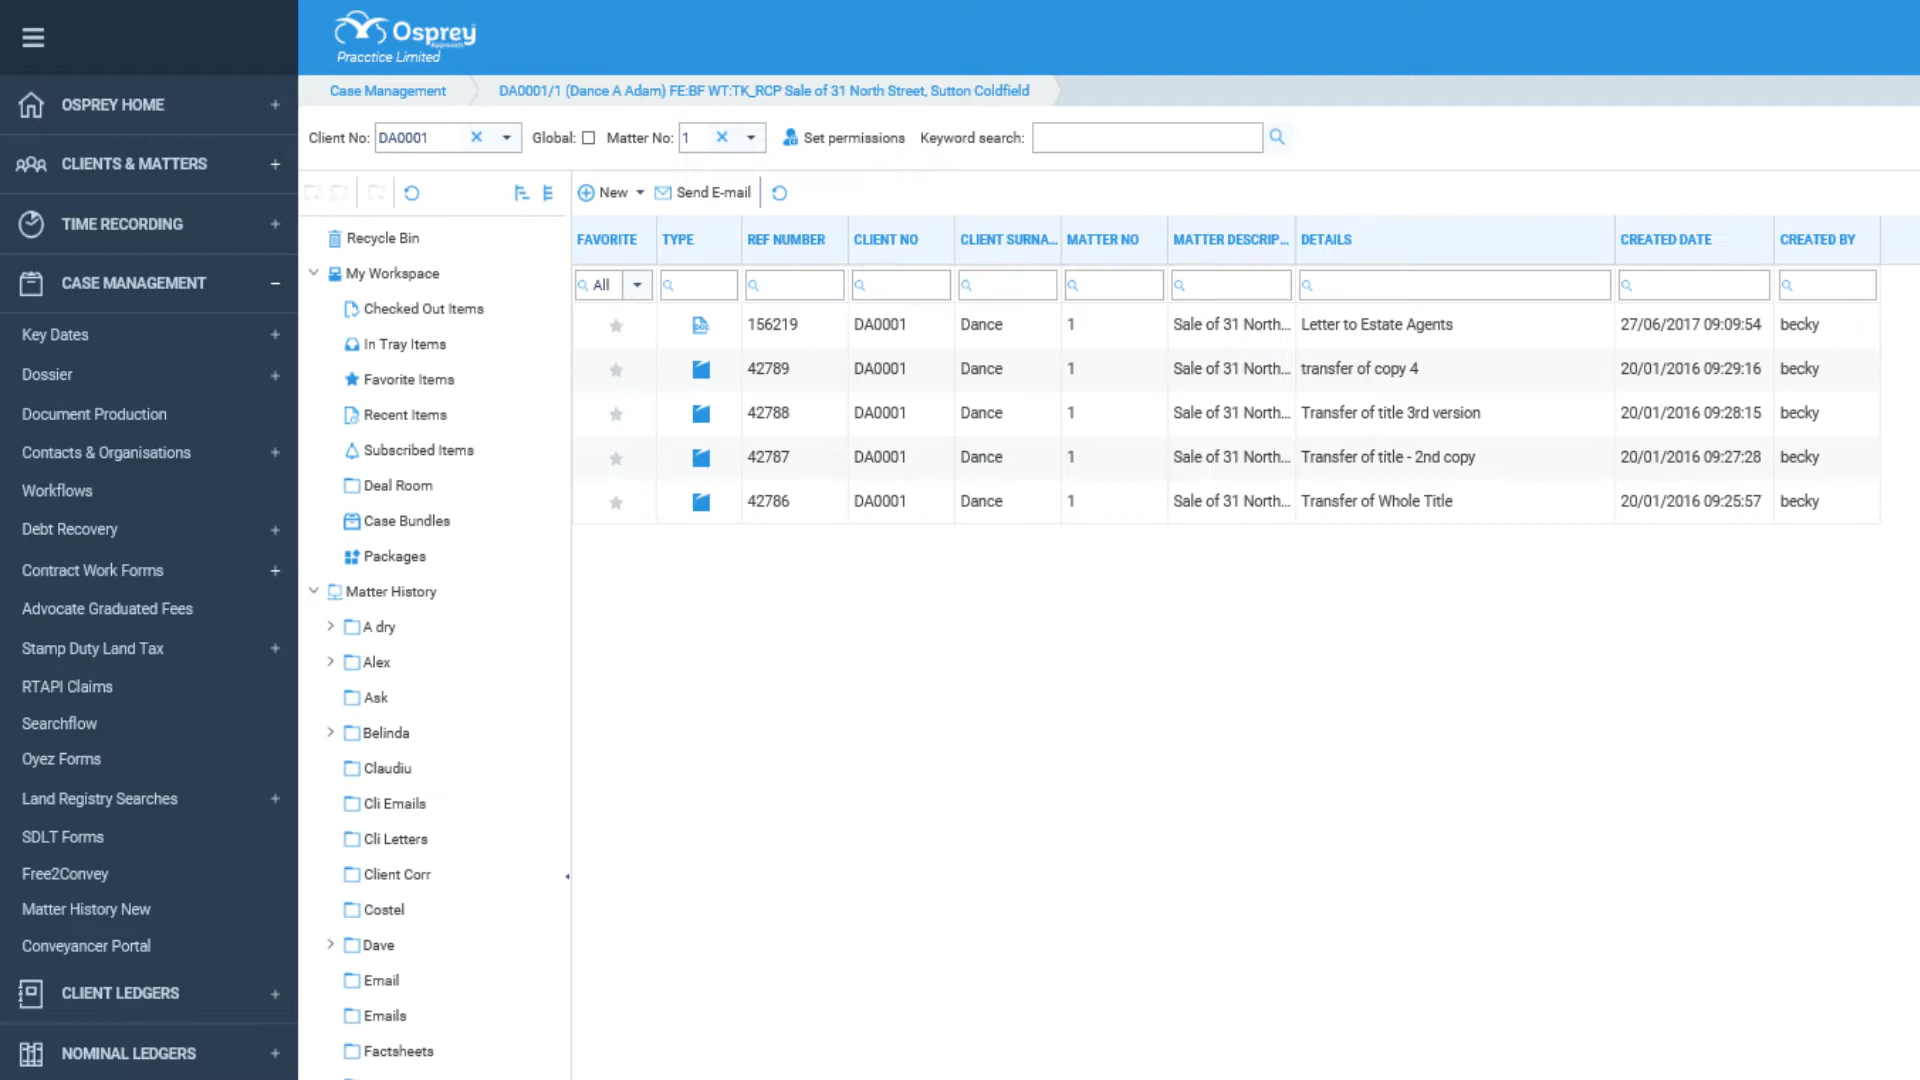 Osprey
Approach
Pracctice Limited
OSPREY HOME +
CLIENTS & MATTERS +
TIME RECORDING +
CASE MANAGEMENT −
Key Dates +
Dossier +
Document Production
Contacts & Organisations +
Workflows
Debt Recovery +
Contract Work Forms +
Advocate Graduated Fees
Stamp Duty Land Tax +
RTAPI Claims
Searchflow
Oyez Forms
Land Registry Searches +
SDLT Forms
Free2Convey
Matter History New
Conveyancer Portal
CLIENT LEDGERS +
NOMINAL LEDGERS +
Case Management DA0001/1 (Dance A Adam) FE:BF WT:TK_RCP Sale of 31 North Street, Sutton Coldfield
Client No: DA0001 Global: Matter No: 1 Set permissions Keyword search:
Recycle Bin
My Workspace
Checked Out Items
In Tray Items
Favorite Items
Recent Items
Subscribed Items
Deal Room
Case Bundles
Packages
Matter History
A dry
Alex
Ask
Belinda
Claudiu
Cli Emails
Cli Letters
Client Corr
Costel
Dave
Email
Emails
Factsheets
New Send E-mail
FAVORITE TYPE REF NUMBER CLIENT NO CLIENT SURNA... MATTER NO MATTER DESCRIP... DETAILS CREATED DATE CREATED BY
All
DOC 156219 DA0001 Dance 1 Sale of 31 North... Letter to Estate Agents 27/06/2017 09:09:54 becky
42789 DA0001 Dance 1 Sale of 31 North... transfer of copy 4 20/01/2016 09:29:16 becky
42788 DA0001 Dance 1 Sale of 31 North... Transfer of title 3rd version 20/01/2016 09:28:15 becky
42787 DA0001 Dance 1 Sale of 31 North... Transfer of title - 2nd copy 20/01/2016 09:27:28 becky
42786 DA0001 Dance 1 Sale of 31 North... Transfer of Whole Title 20/01/2016 09:25:57 becky